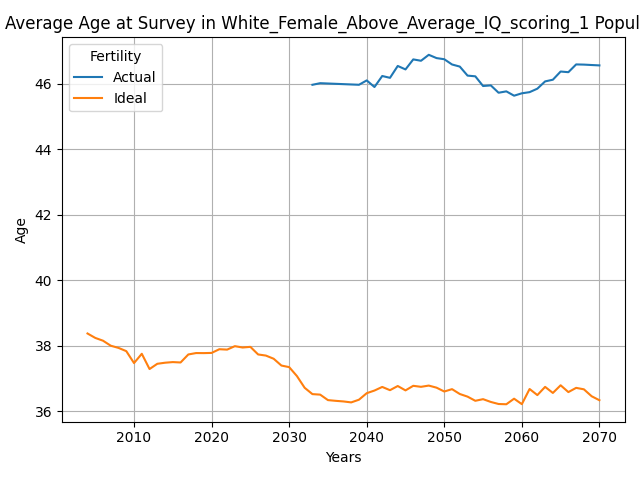 Average Age at Survey in White_Female_Above_Average_IQ_scoring_1 Popul
Fertility
Actual
Ideal
46
44
42
40
38
36
Age
2010 2020 2030 2040 2050 2060 2070
Years